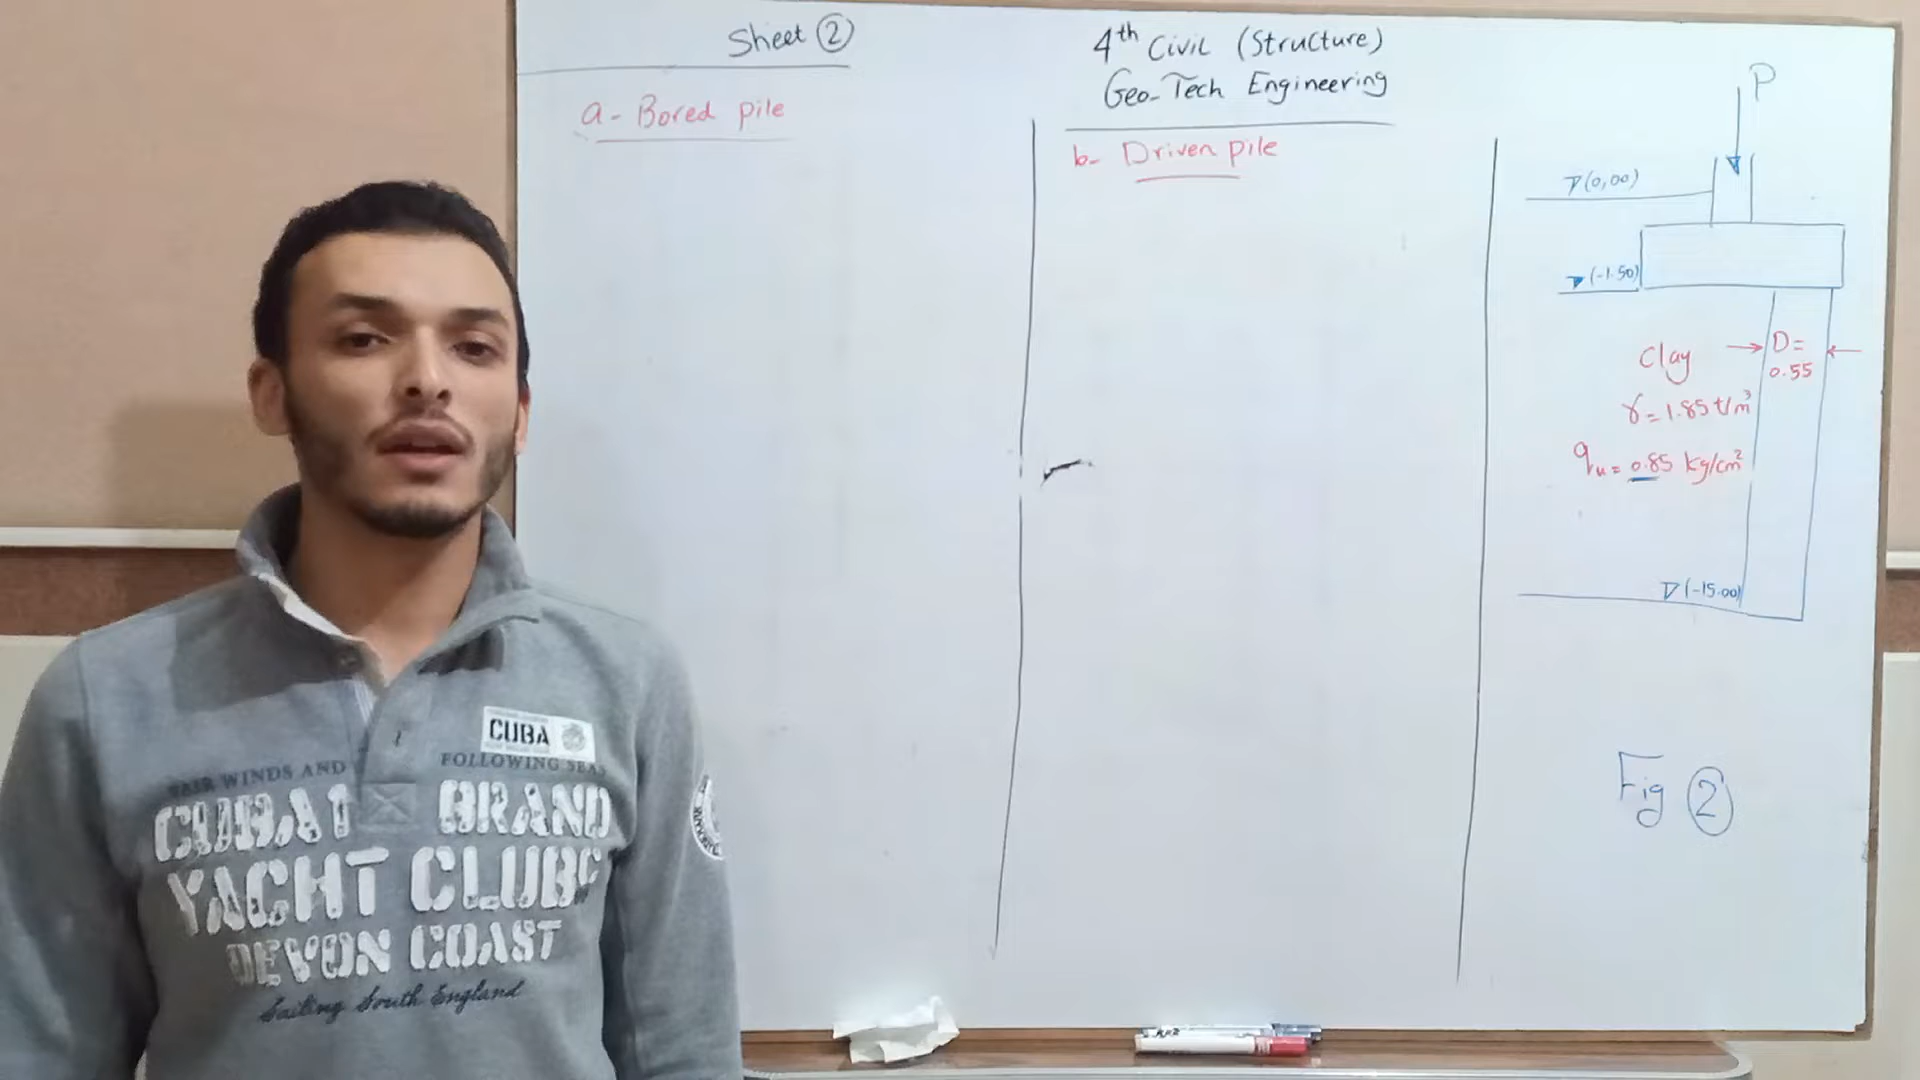 Sheet ②
4th Civil (Structure)
Geo-Tech Engineering
a- Bored pile
b- Driven pile
P
▽(0,00)
▼(-1.50)
Clay
D=
0.55
γ=1.85 t/m³
qu=0.85 kg/cm²
▽(-15.00)
Fig ②
CUBA
FAIR WINDS AND FOLLOWING SEAS
BRAND
YACHT CLUB
DEVON COAST
Sailing South England